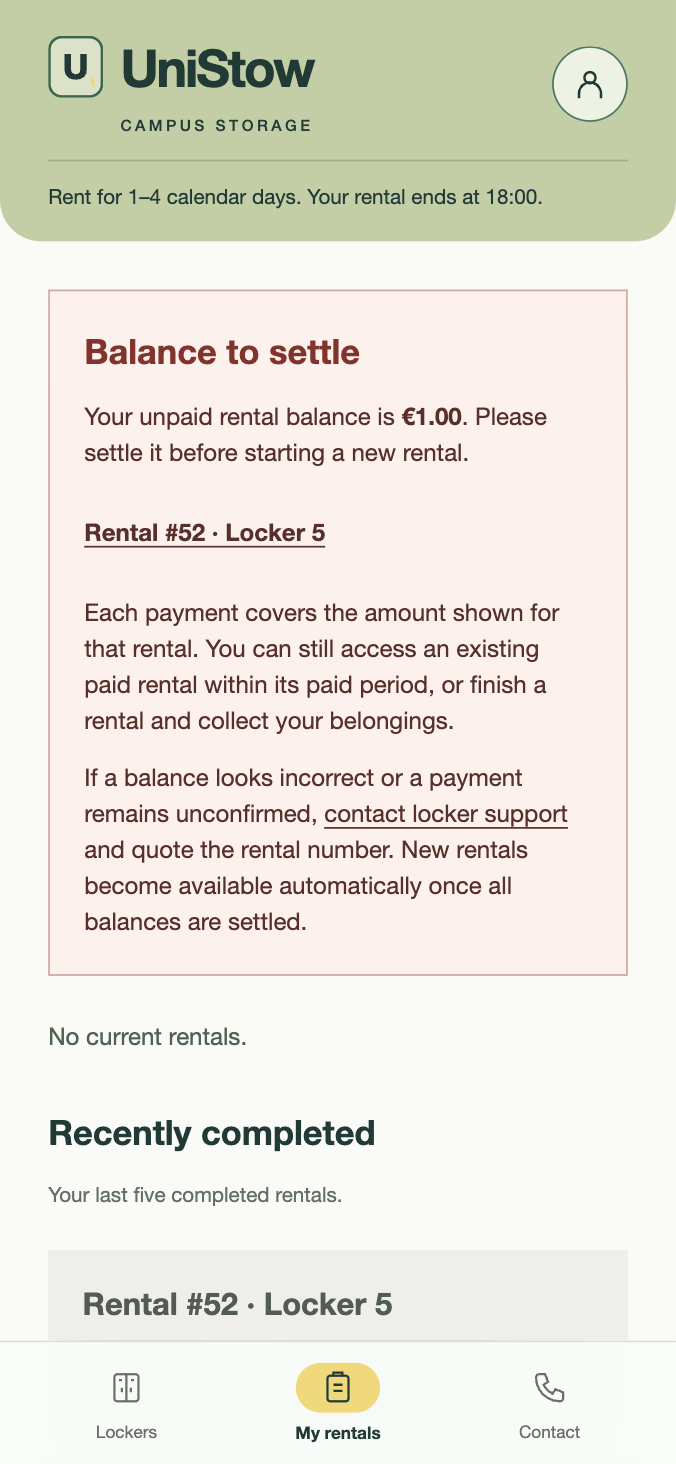 U
UniStow
CAMPUS STORAGE
Rent for 1–4 calendar days. Your rental ends at 18:00.
Balance to settle
Your unpaid rental balance is €1.00. Please
settle it before starting a new rental.
Rental #52 · Locker 5
Each payment covers the amount shown for
that rental. You can still access an existing
paid rental within its paid period, or finish a
rental and collect your belongings.
If a balance looks incorrect or a payment
remains unconfirmed, contact locker support
and quote the rental number. New rentals
become available automatically once all
balances are settled.
No current rentals.
Recently completed
Your last five completed rentals.
Rental #52 · Locker 5
Lockers
My rentals
Contact